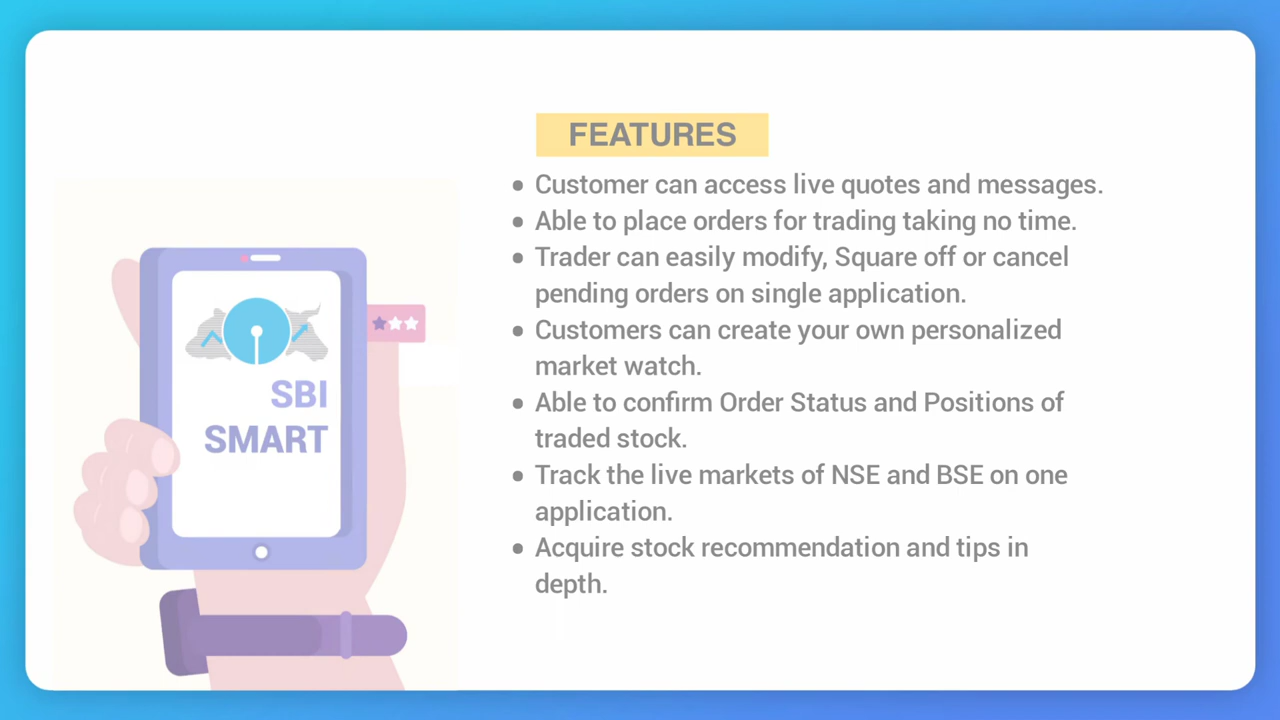 FEATURES
• Customer can access live quotes and messages.
• Able to place orders for trading taking no time.
• Trader can easily modify, Square off or cancel
pending orders on single application.
• Customers can create your own personalized
market watch.
• Able to confirm Order Status and Positions of
traded stock.
• Track the live markets of NSE and BSE on one
application.
• Acquire stock recommendation and tips in
depth.
SBI
SMART